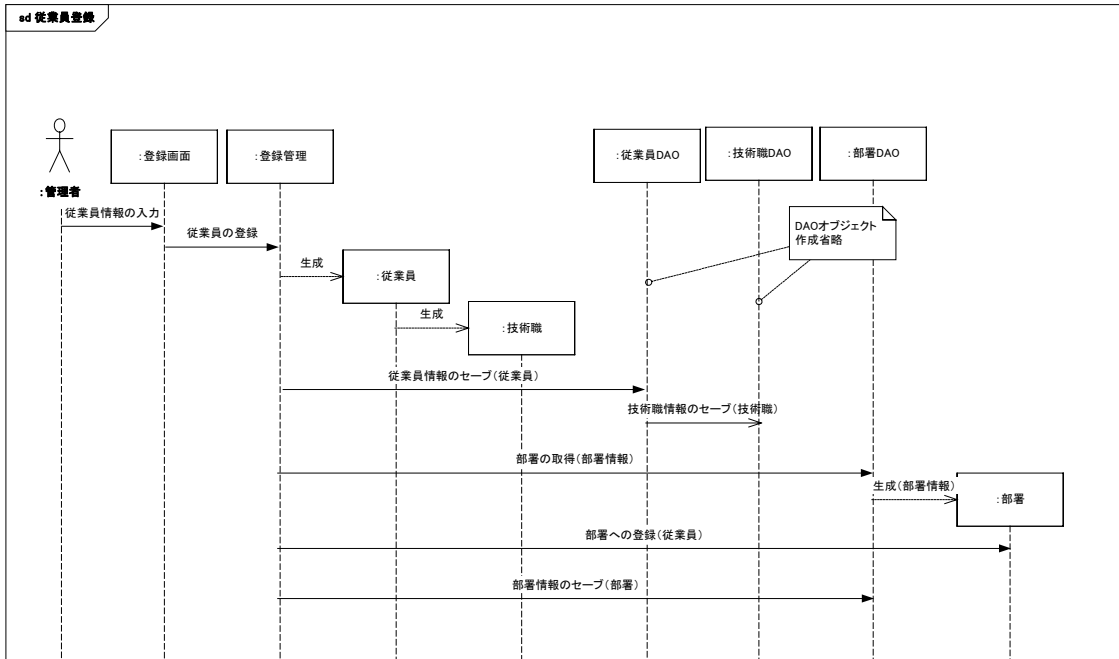 sd 従業員登録
:管理者
:登録画面
:登録管理
:従業員DAO
:技術職DAO
:部署DAO
従業員情報の入力
従業員の登録
DAOオブジェクト
作成省略
生成
:従業員
生成
:技術職
従業員情報のセーブ(従業員)
技術職情報のセーブ(技術職)
部署の取得(部署情報)
生成(部署情報)
:部署
部署への登録(従業員)
部署情報のセーブ(部署)